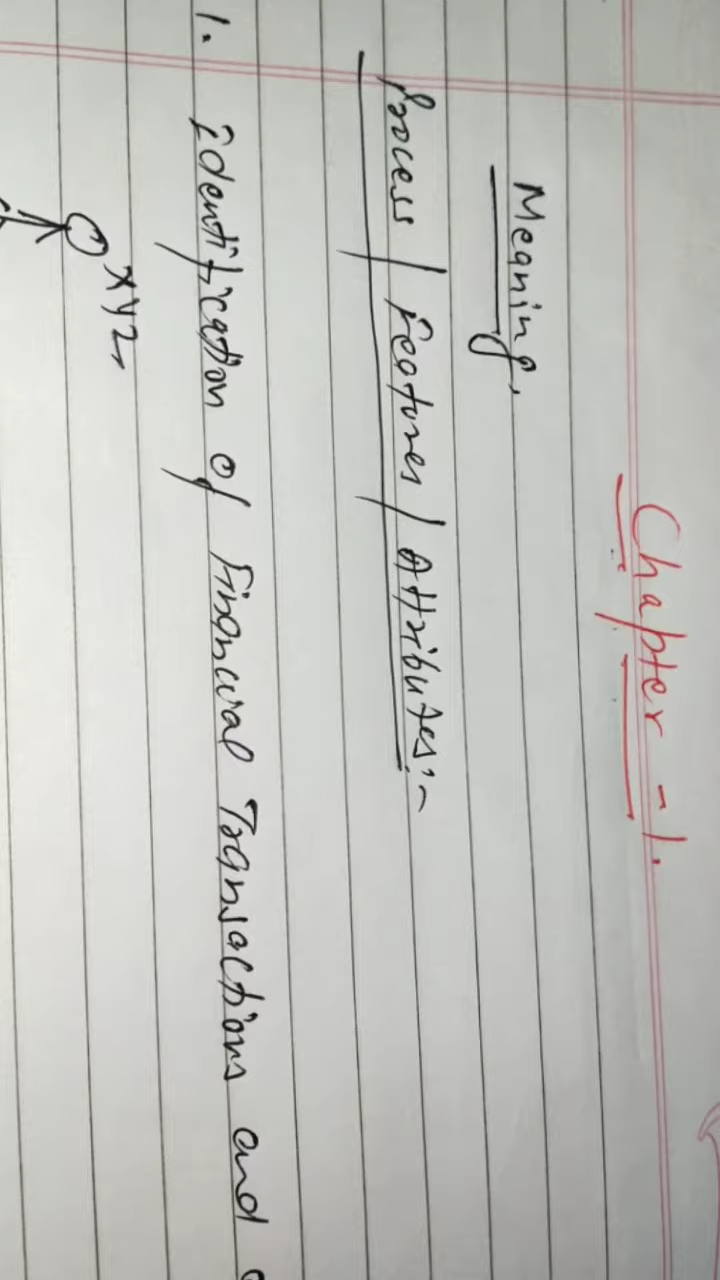 Chapter - 1.
Meaning,
Process / Features / Attributes:-
1. Identification of Financial Transactions and
XYZ